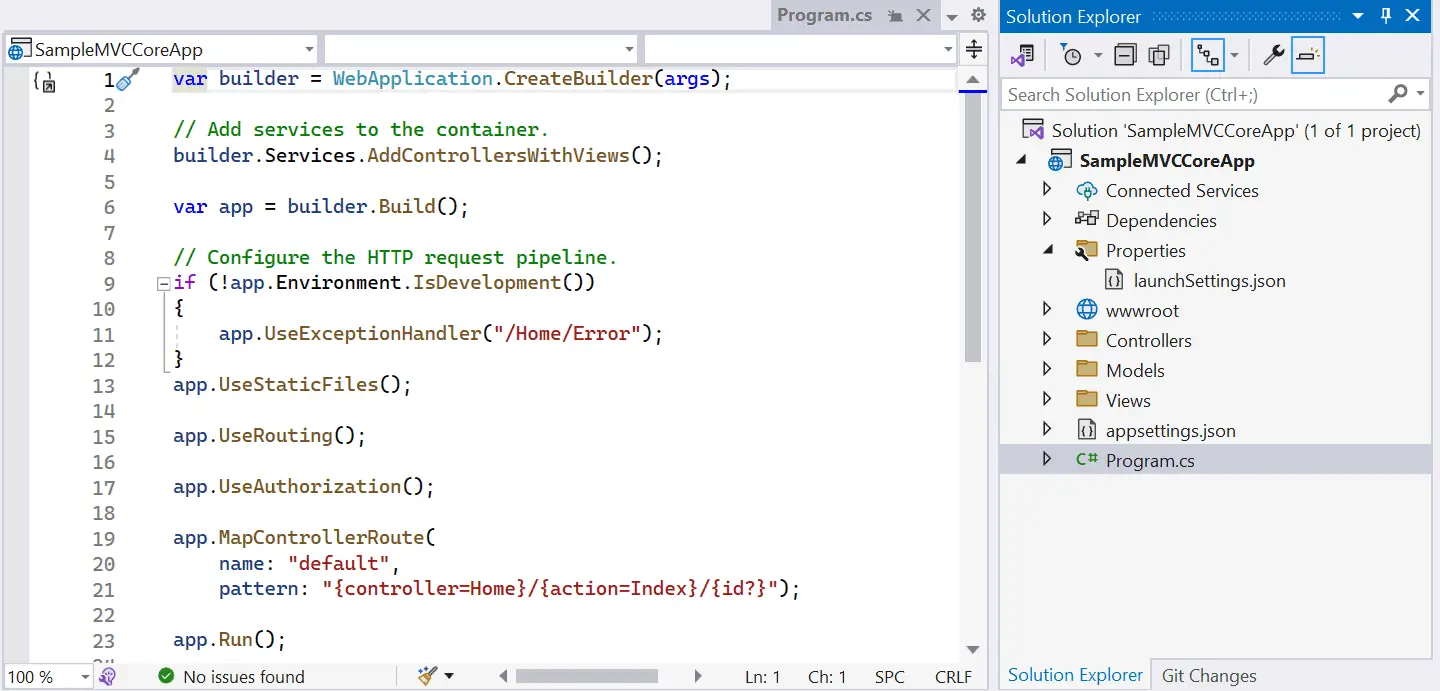 Program.cs
SampleMVCCoreApp
1 var builder = WebApplication.CreateBuilder(args);
2
3 // Add services to the container.
4 builder.Services.AddControllersWithViews();
5
6 var app = builder.Build();
7
8 // Configure the HTTP request pipeline.
9 if (!app.Environment.IsDevelopment())
10 {
11     app.UseExceptionHandler("/Home/Error");
12 }
13 app.UseStaticFiles();
14
15 app.UseRouting();
16
17 app.UseAuthorization();
18
19 app.MapControllerRoute(
20     name: "default",
21     pattern: "{controller=Home}/{action=Index}/{id?}");
22
23 app.Run();
100 % No issues found Ln: 1 Ch: 1 SPC CRLF
Solution Explorer
Search Solution Explorer (Ctrl+;)
Solution 'SampleMVCCoreApp' (1 of 1 project)
SampleMVCCoreApp
Connected Services
Dependencies
Properties
launchSettings.json
wwwroot
Controllers
Models
Views
appsettings.json
C# Program.cs
Solution Explorer Git Changes